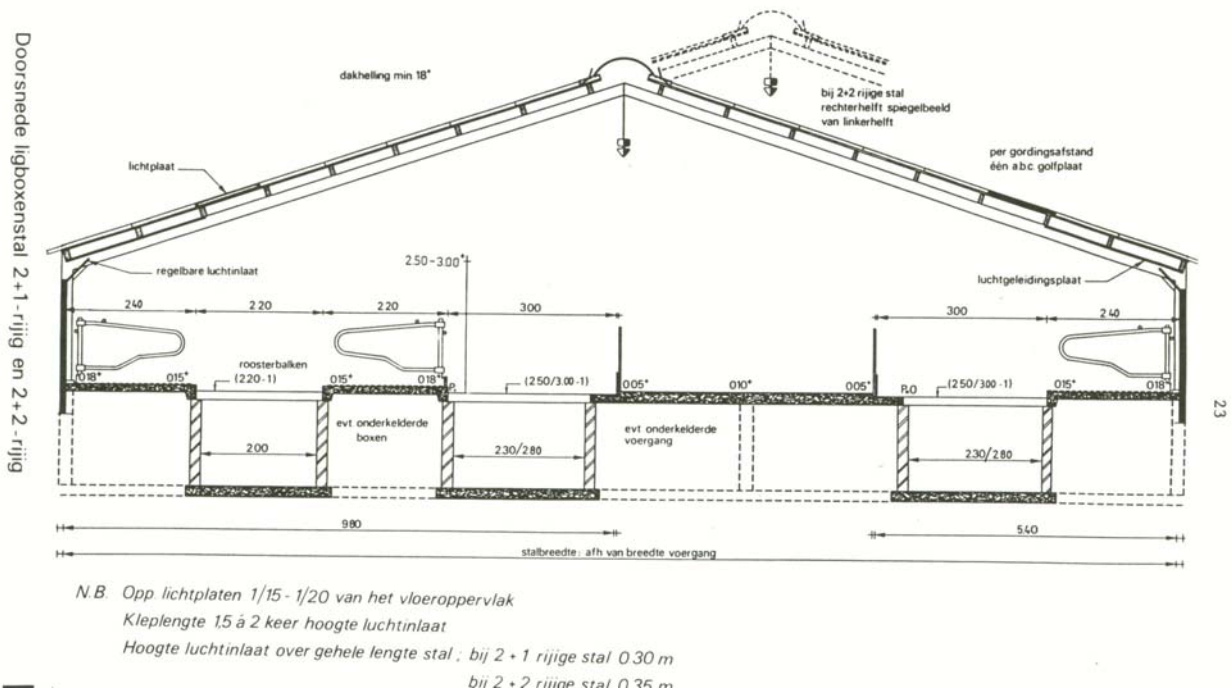 Doorsnede ligboxenstal 2+1-rijig en 2+2-rijig
dakhelling min 18°
bij 2+2 rijige stal
rechterhelft spiegelbeeld
van linkerhelft
lichtplaat
per gordingsafstand
één a.b.c. golfplaat
regelbare luchtinlaat
2.50-3.00⁺
luchtgeleidingsplaat
240
220
220
300
300
240
roosterbalken
018⁺
015⁺
(220-1)
015⁺
018⁺
(250/300-1)
005⁺
010⁺
005⁺
(250/300-1)
015⁺
018⁺
evt onderkelderde
boxen
evt onderkelderde
voergang
200
230/280
230/280
980
540
stalbreedte: afh van breedte voergang
23
N.B. Opp. lichtplaten 1/15 - 1/20 van het vloeroppervlak
Kleplengte 1,5 à 2 keer hoogte luchtinlaat
Hoogte luchtinlaat over gehele lengte stal ; bij 2 + 1 rijige stal 0.30 m
bij 2 + 2 rijige stal 0.35 m